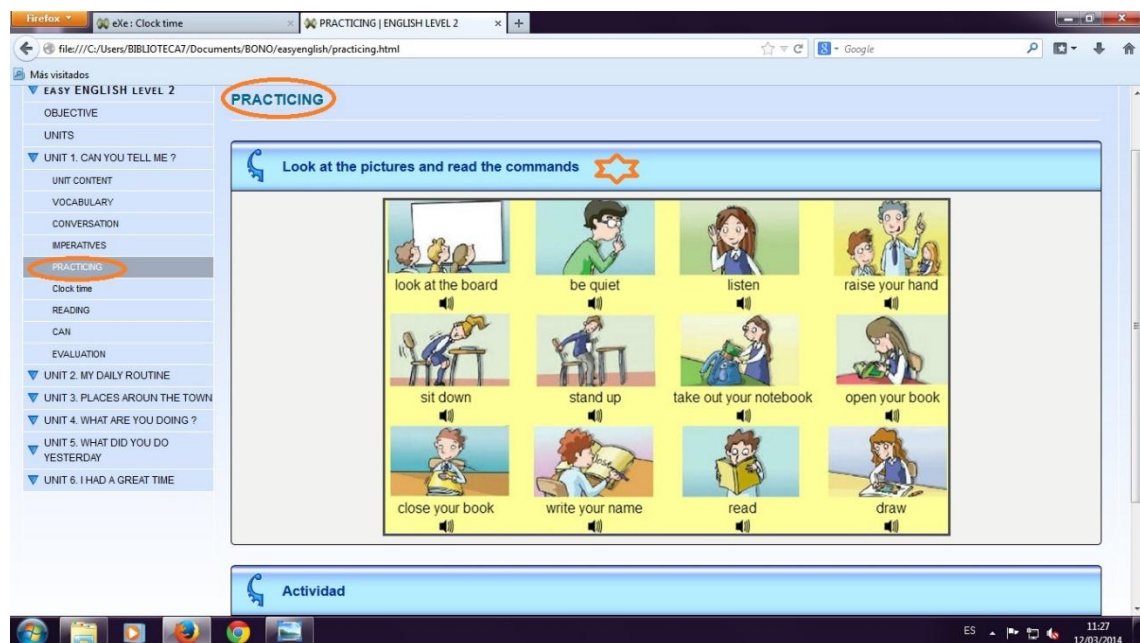 Firefox
eXe : Clock time
PRACTICING | ENGLISH LEVEL 2
file:///C:/Users/BIBLIOTECA7/Documents/BONO/easyenglish/practicing.html
Google
Más visitados
EASY ENGLISH LEVEL 2
OBJECTIVE
UNITS
UNIT 1. CAN YOU TELL ME ?
UNIT CONTENT
VOCABULARY
CONVERSATION
IMPERATIVES
PRACTICING
Clock time
READING
CAN
EVALUATION
UNIT 2. MY DAILY ROUTINE
UNIT 3. PLACES AROUN THE TOWN
UNIT 4. WHAT ARE YOU DOING ?
UNIT 5. WHAT DID YOU DO
YESTERDAY
UNIT 6. I HAD A GREAT TIME
PRACTICING
Look at the pictures and read the commands
look at the board be quiet listen raise your hand
sit down stand up take out your notebook open your book
close
close your book write your name read draw
Actividad
ES 11:27
12/03/2014